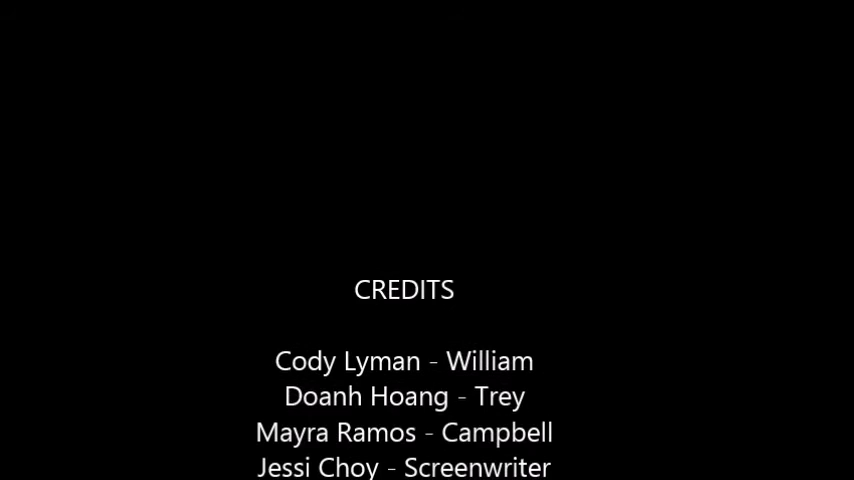 CREDITS
Cody Lyman - William
Doanh Hoang - Trey
Mayra Ramos - Campbell
Jessi Choy - Screenwriter